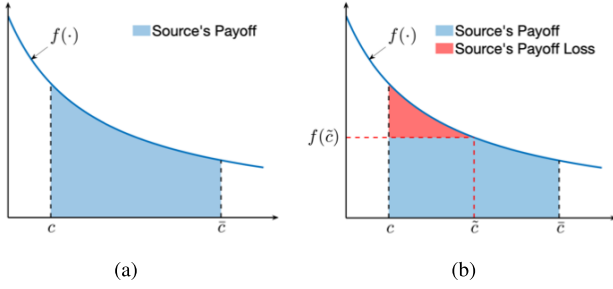 f(·)
Source's Payoff
c
c̄
(a)
f(·)
Source's Payoff
Source's Payoff Loss
f(c̃)
c
c̃
c̄
(b)